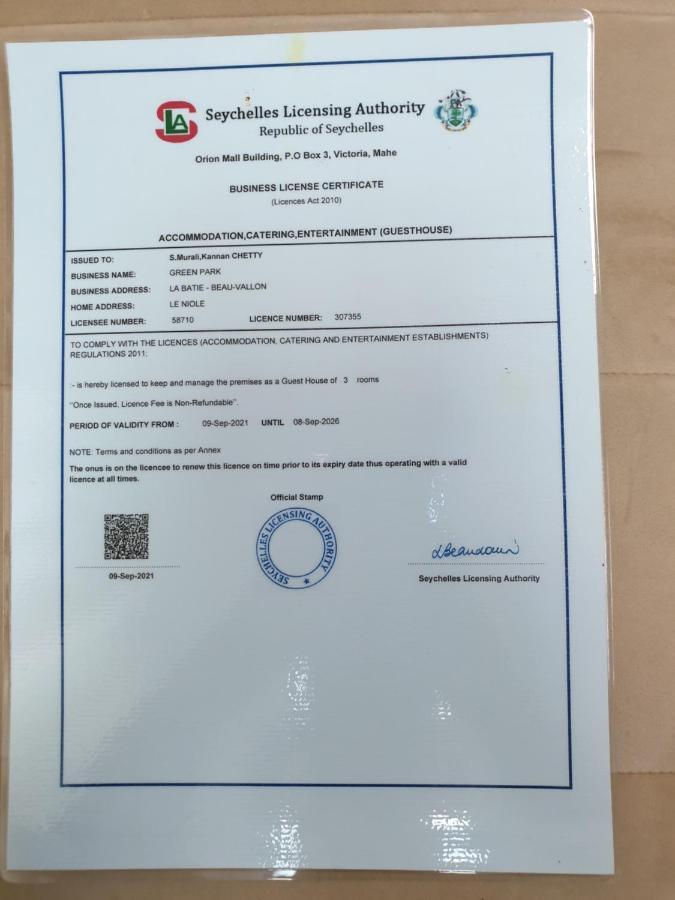 SLA
Seychelles Licensing Authority
Republic of Seychelles
Orion Mall Building, P.O Box 3, Victoria, Mahe
BUSINESS LICENSE CERTIFICATE
(Licences Act 2010)
ACCOMMODATION,CATERING,ENTERTAINMENT (GUESTHOUSE)
ISSUED TO: S.Murali,Kannan CHETTY
BUSINESS NAME: GREEN PARK
BUSINESS ADDRESS: LA BATIE - BEAU-VALLON
HOME ADDRESS: LE NIOLE
LICENSEE NUMBER: 58710 LICENCE NUMBER: 307355
TO COMPLY WITH THE LICENCES (ACCOMMODATION, CATERING AND ENTERTAINMENT ESTABLISHMENTS)
REGULATIONS 2011;
:- is hereby licensed to keep and manage the premises as a Guest House of 3 rooms
"Once Issued, Licence Fee is Non-Refundable".
PERIOD OF VALIDITY FROM : 09-Sep-2021 UNTIL 08-Sep-2026
NOTE: Terms and conditions as per Annex
The onus is on the licencee to renew this licence on time prior to its expiry date thus operating with a valid
licence at all times.
Official Stamp
SEYCHELLES LICENSING AUTHORITY
09-Sep-2021
Seychelles Licensing Authority